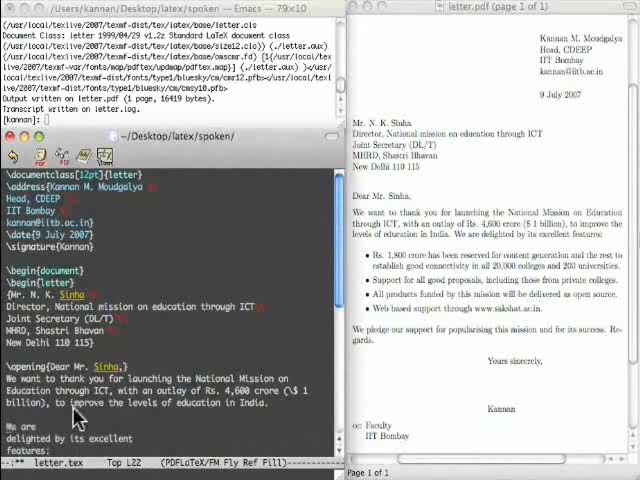 /Users/kannan/Desktop/latex/spoken — Emacs — 79×10
(/usr/local/texlive/2007/texmf-dist/tex/latex/base/letter.cls
Document Class: letter 1999/04/29 v1.2z Standard LaTeX document class
(/usr/local/texlive/2007/texmf-dist/tex/latex/base/size12.clo)) (./letter.aux)
(/usr/local/texlive/2007/texmf-dist/tex/latex/base/omscmr.fd) [1{/usr/local/tex
live/2007/texmf-var/fonts/map/pdftex/updmap/pdftex.map}] (./letter.aux) )</usr/
local/texlive/2007/texmf-dist/fonts/type1/bluesky/cm/cmr12.pfb></usr/local/texl
ive/2007/texmf-dist/fonts/type1/bluesky/cm/cmsy10.pfb>
Output written on letter.pdf (1 page, 16419 bytes).
Transcript written on letter.log.
[kannan]:
~/Desktop/latex/spoken/
\documentclass[12pt]{letter}
\address{Kannan M. Moudgalya \\
Head, CDEEP \\
IIT Bombay \\
kannan@iitb.ac.in}
\date{9 July 2007}
\signature{Kannan}
\begin{document}
\begin{letter}
{Mr. N. K. Sinha \\
Director, National mission on education through ICT\\
Joint Secretary (DL/T) \\
MHRD, Shastri Bhavan \\
New Delhi 110 115}
\opening{Dear Mr. Sinha,}
We want to thank you for launching the National Mission on
Education through ICT, with an outlay of Rs. 4,600 crore (\$ 1
billion), to improve the levels of education in India.
We are
delighted by its excellent
features:
--:** letter.tex Top L22 (PDFLaTeX/FM.Fly Ref Fill)
letter.pdf (page 1 of 1)
Kannan M. Moudgalya
Head, CDEEP
IIT Bombay
kannan@iitb.ac.in
9 July 2007
Mr. N. K. Sinha
Director, National mission on education through ICT
Joint Secretary (DL/T)
MHRD, Shastri Bhavan
New Delhi 110 115
Dear Mr. Sinha,
We want to thank you for launching the National Mission on Education
through ICT, with an outlay of Rs. 4,600 crore ($ 1 billion), to improve the
levels of education in India. We are delighted by its excellent features:
• Rs. 1,800 crore has been reserved for content generation and the rest to
establish good connectivity in all 20,000 colleges and 200 universities.
• Support for all good proposals, including those from private colleges.
• All products funded by this mission will be delivered as open source.
• Web based support through www.sakshat.ac.in.
We pledge our support for popularising this mission and for its success. Re-
gards.
Yours sincerely,
Kannan
cc: Faculty
IIT Bombay
Page 1 of 1